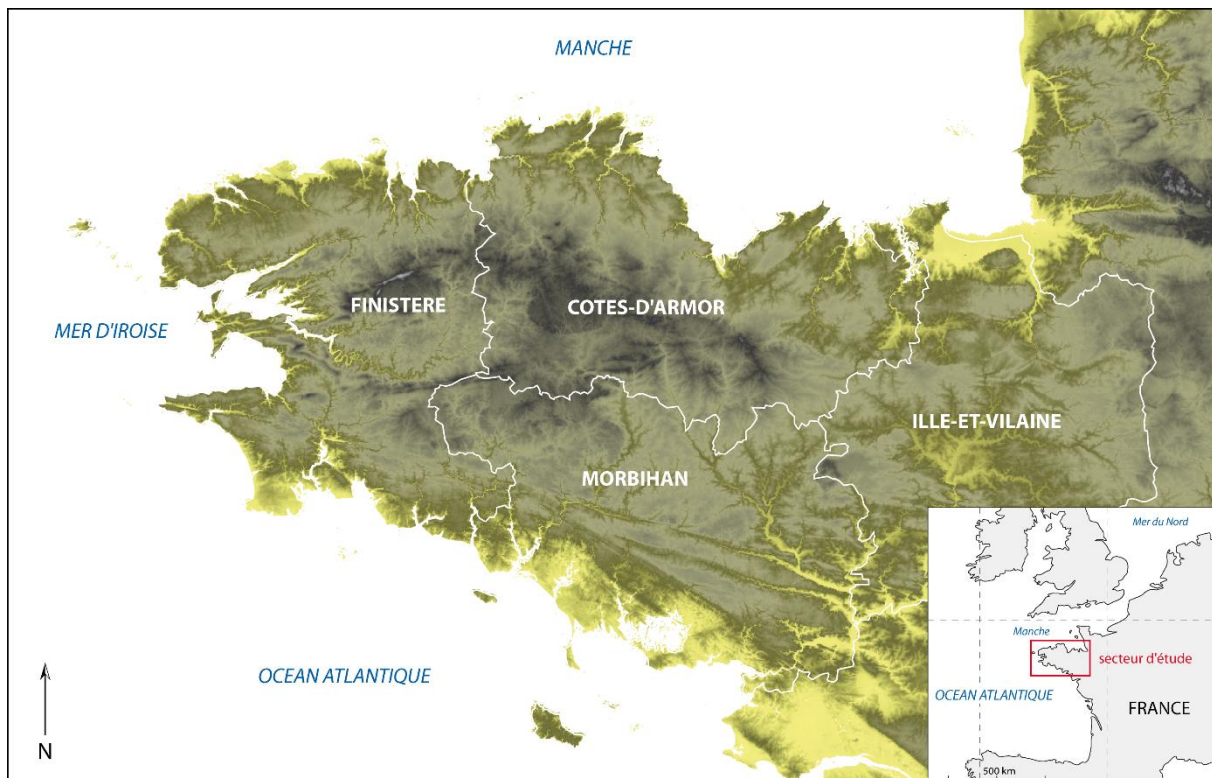 MANCHE
MER D'IROISE
FINISTERE
COTES-D'ARMOR
ILLE-ET-VILAINE
MORBIHAN
OCEAN ATLANTIQUE
N
Mer du Nord
Manche
secteur d'étude
OCEAN ATLANTIQUE
FRANCE
500 km